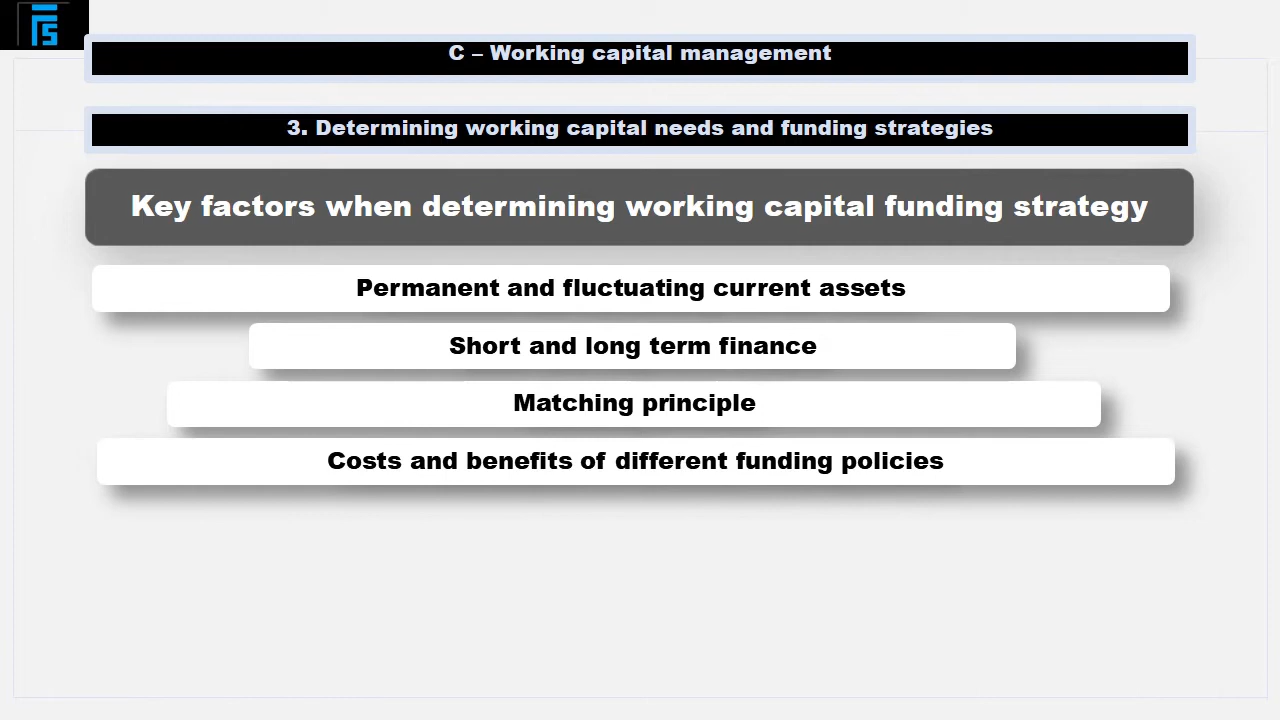 C – Working capital management
3. Determining working capital needs and funding strategies
Key factors when determining working capital funding strategy
Permanent and fluctuating current assets
Short and long term finance
Matching principle
Costs and benefits of different funding policies